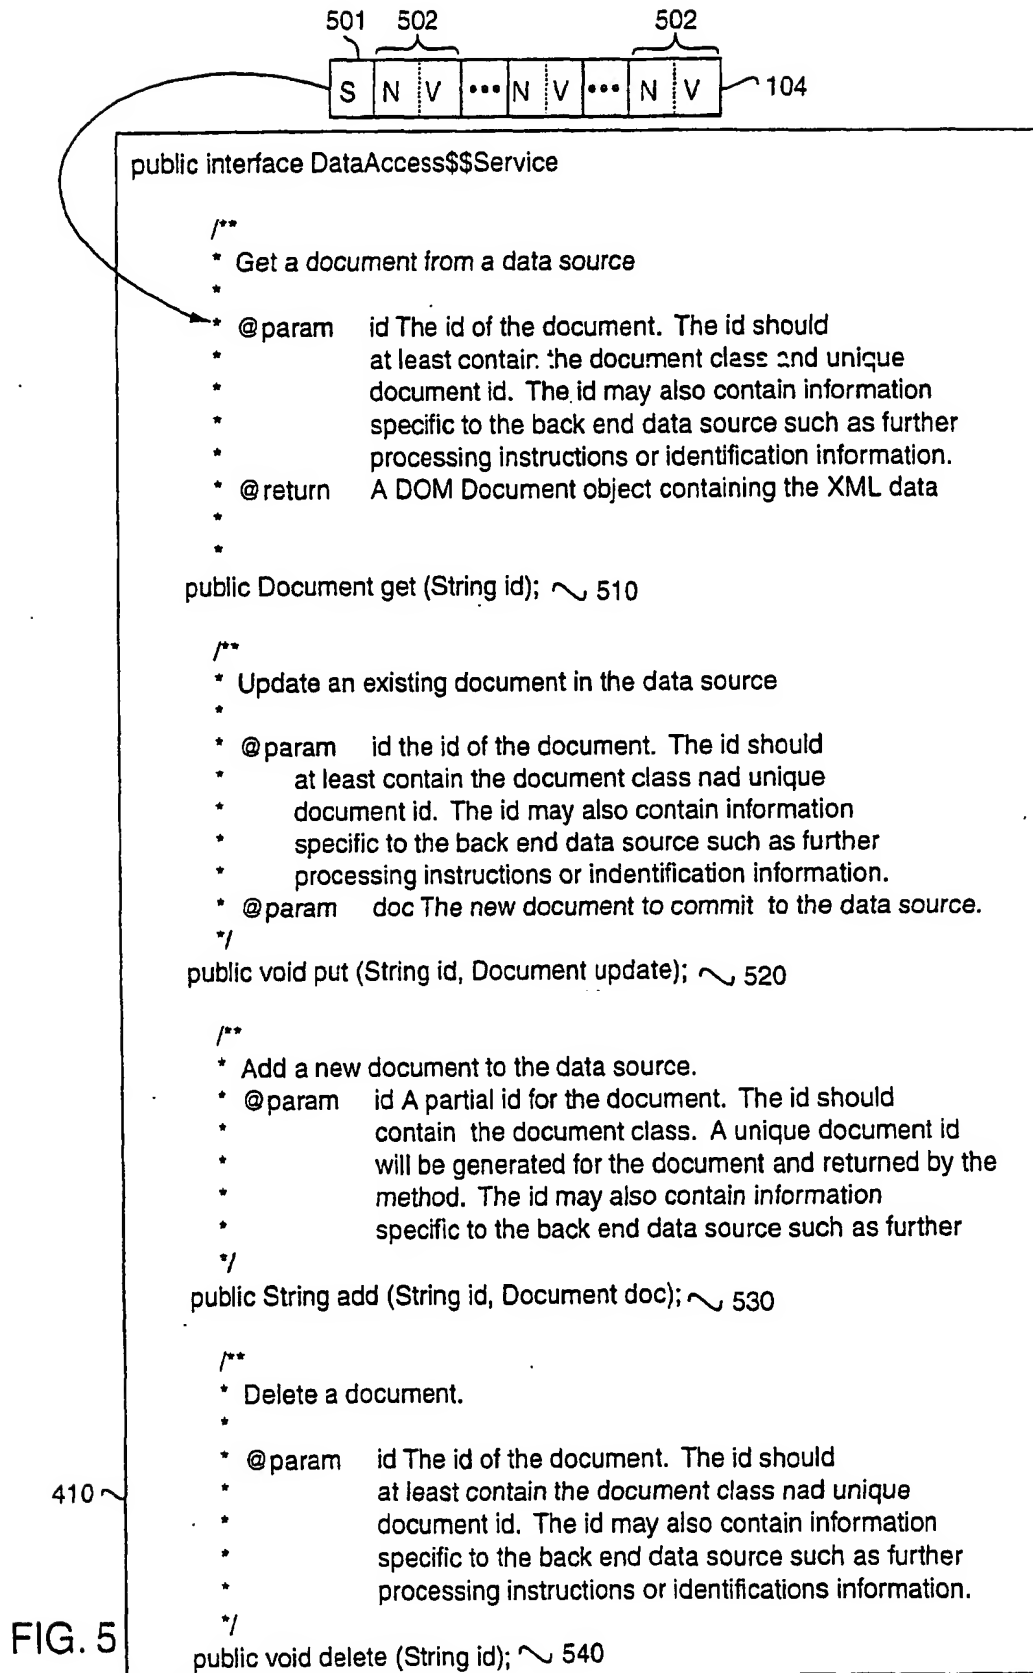 501 502 502
S N V ••• N V ••• N V 104
public interface DataAccess$$Service
/**
* Get a document from a data source
*
* @param id The id of the document. The id should
* at least contain the document class and unique
* document id. The id may also contain information
* specific to the back end data source such as further
* processing instructions or identification information.
* @return A DOM Document object containing the XML data
*
*
public Document get (String id); 510
/**
* Update an existing document in the data source
*
* @param id the id of the document. The id should
* at least contain the document class nad unique
* document id. The id may also contain information
* specific to the back end data source such as further
* processing instructions or indentification information.
* @param doc The new document to commit to the data source.
*/
public void put (String id, Document update); 520
/**
* Add a new document to the data source.
* @param id A partial id for the document. The id should
* contain the document class. A unique document id
* will be generated for the document and returned by the
* method. The id may also contain information
* specific to the back end data source such as further
*/
public String add (String id, Document doc); 530
/**
* Delete a document.
*
* @param id The id of the document. The id should
410 * at least contain the document class nad unique
* document id. The id may also contain information
* specific to the back end data source such as further
* processing instructions or identifications information.
*/
FIG. 5
public void delete (String id); 540